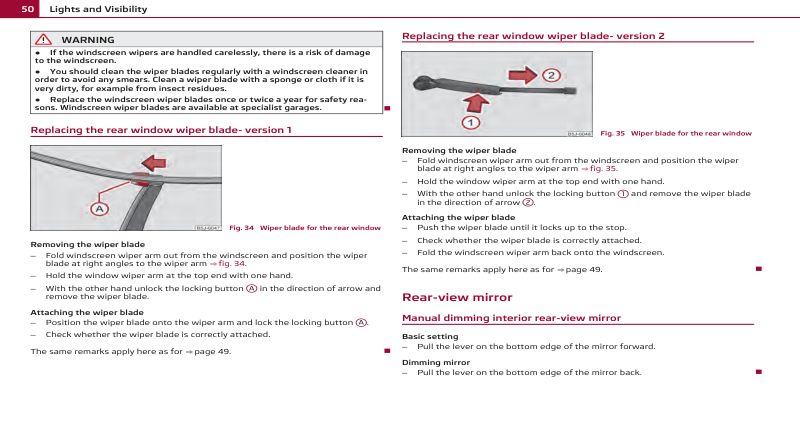 50 Lights and Visibility
WARNING
● If the windscreen wipers are handled carelessly, there is a risk of damage
to the windscreen.
● You should clean the wiper blades regularly with a windscreen cleaner in
order to avoid any smears. Clean a wiper blade with a sponge or cloth if it is
very dirty, for example from insect residues.
● Replace the windscreen wiper blades once or twice a year for safety rea-
sons. Windscreen wiper blades are available at specialist garages.
Replacing the rear window wiper blade- version 1
A
B5J-0047
Fig. 34 Wiper blade for the rear window
Removing the wiper blade
– Fold windscreen wiper arm out from the windscreen and position the wiper
blade at right angles to the wiper arm ⇒ fig. 34.
– Hold the window wiper arm at the top end with one hand.
– With the other hand unlock the locking button Ⓐ in the direction of arrow and
remove the wiper blade.
Attaching the wiper blade
– Position the wiper blade onto the wiper arm and lock the locking button Ⓐ.
– Check whether the wiper blade is correctly attached.
The same remarks apply here as for ⇒ page 49.
Replacing the rear window wiper blade- version 2
2
1
B5J-0048
Fig. 35 Wiper blade for the rear window
Removing the wiper blade
– Fold windscreen wiper arm out from the windscreen and position the wiper
blade at right angles to the wiper arm ⇒ fig. 35.
– Hold the window wiper arm at the top end with one hand.
– With the other hand unlock the locking button ① and remove the wiper blade
in the direction of arrow ②.
Attaching the wiper blade
– Push the wiper blade until it locks up to the stop.
– Check whether the wiper blade is correctly attached.
– Fold the windscreen wiper arm back onto the windscreen.
The same remarks apply here as for ⇒ page 49.
Rear-view mirror
Manual dimming interior rear-view mirror
Basic setting
– Pull the lever on the bottom edge of the mirror forward.
Dimming mirror
– Pull the lever on the bottom edge of the mirror back.